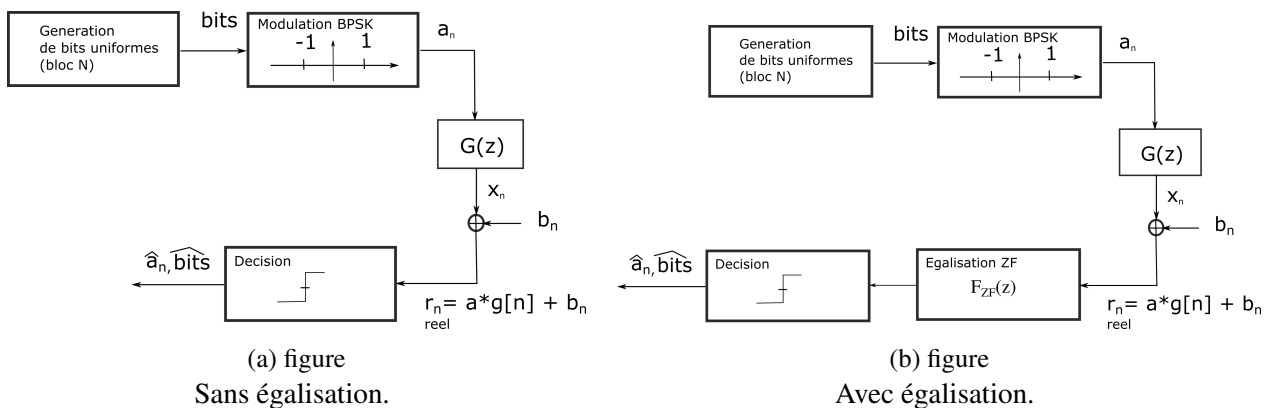 Generation
de bits uniformes
(bloc N)
bits
Modulation BPSK
-1 1
aₙ
G(z)
xₙ
bₙ
rₙ= a*g[n] + bₙ
reel
Decision
âₙ, b̂its
(a) figure
Sans égalisation.
Generation
de bits uniformes
(bloc N)
bits
Modulation BPSK
-1 1
aₙ
G(z)
xₙ
bₙ
rₙ= a*g[n] + bₙ
reel
Egalisation ZF
F_ZF(z)
Decision
âₙ, b̂its
(b) figure
Avec égalisation.